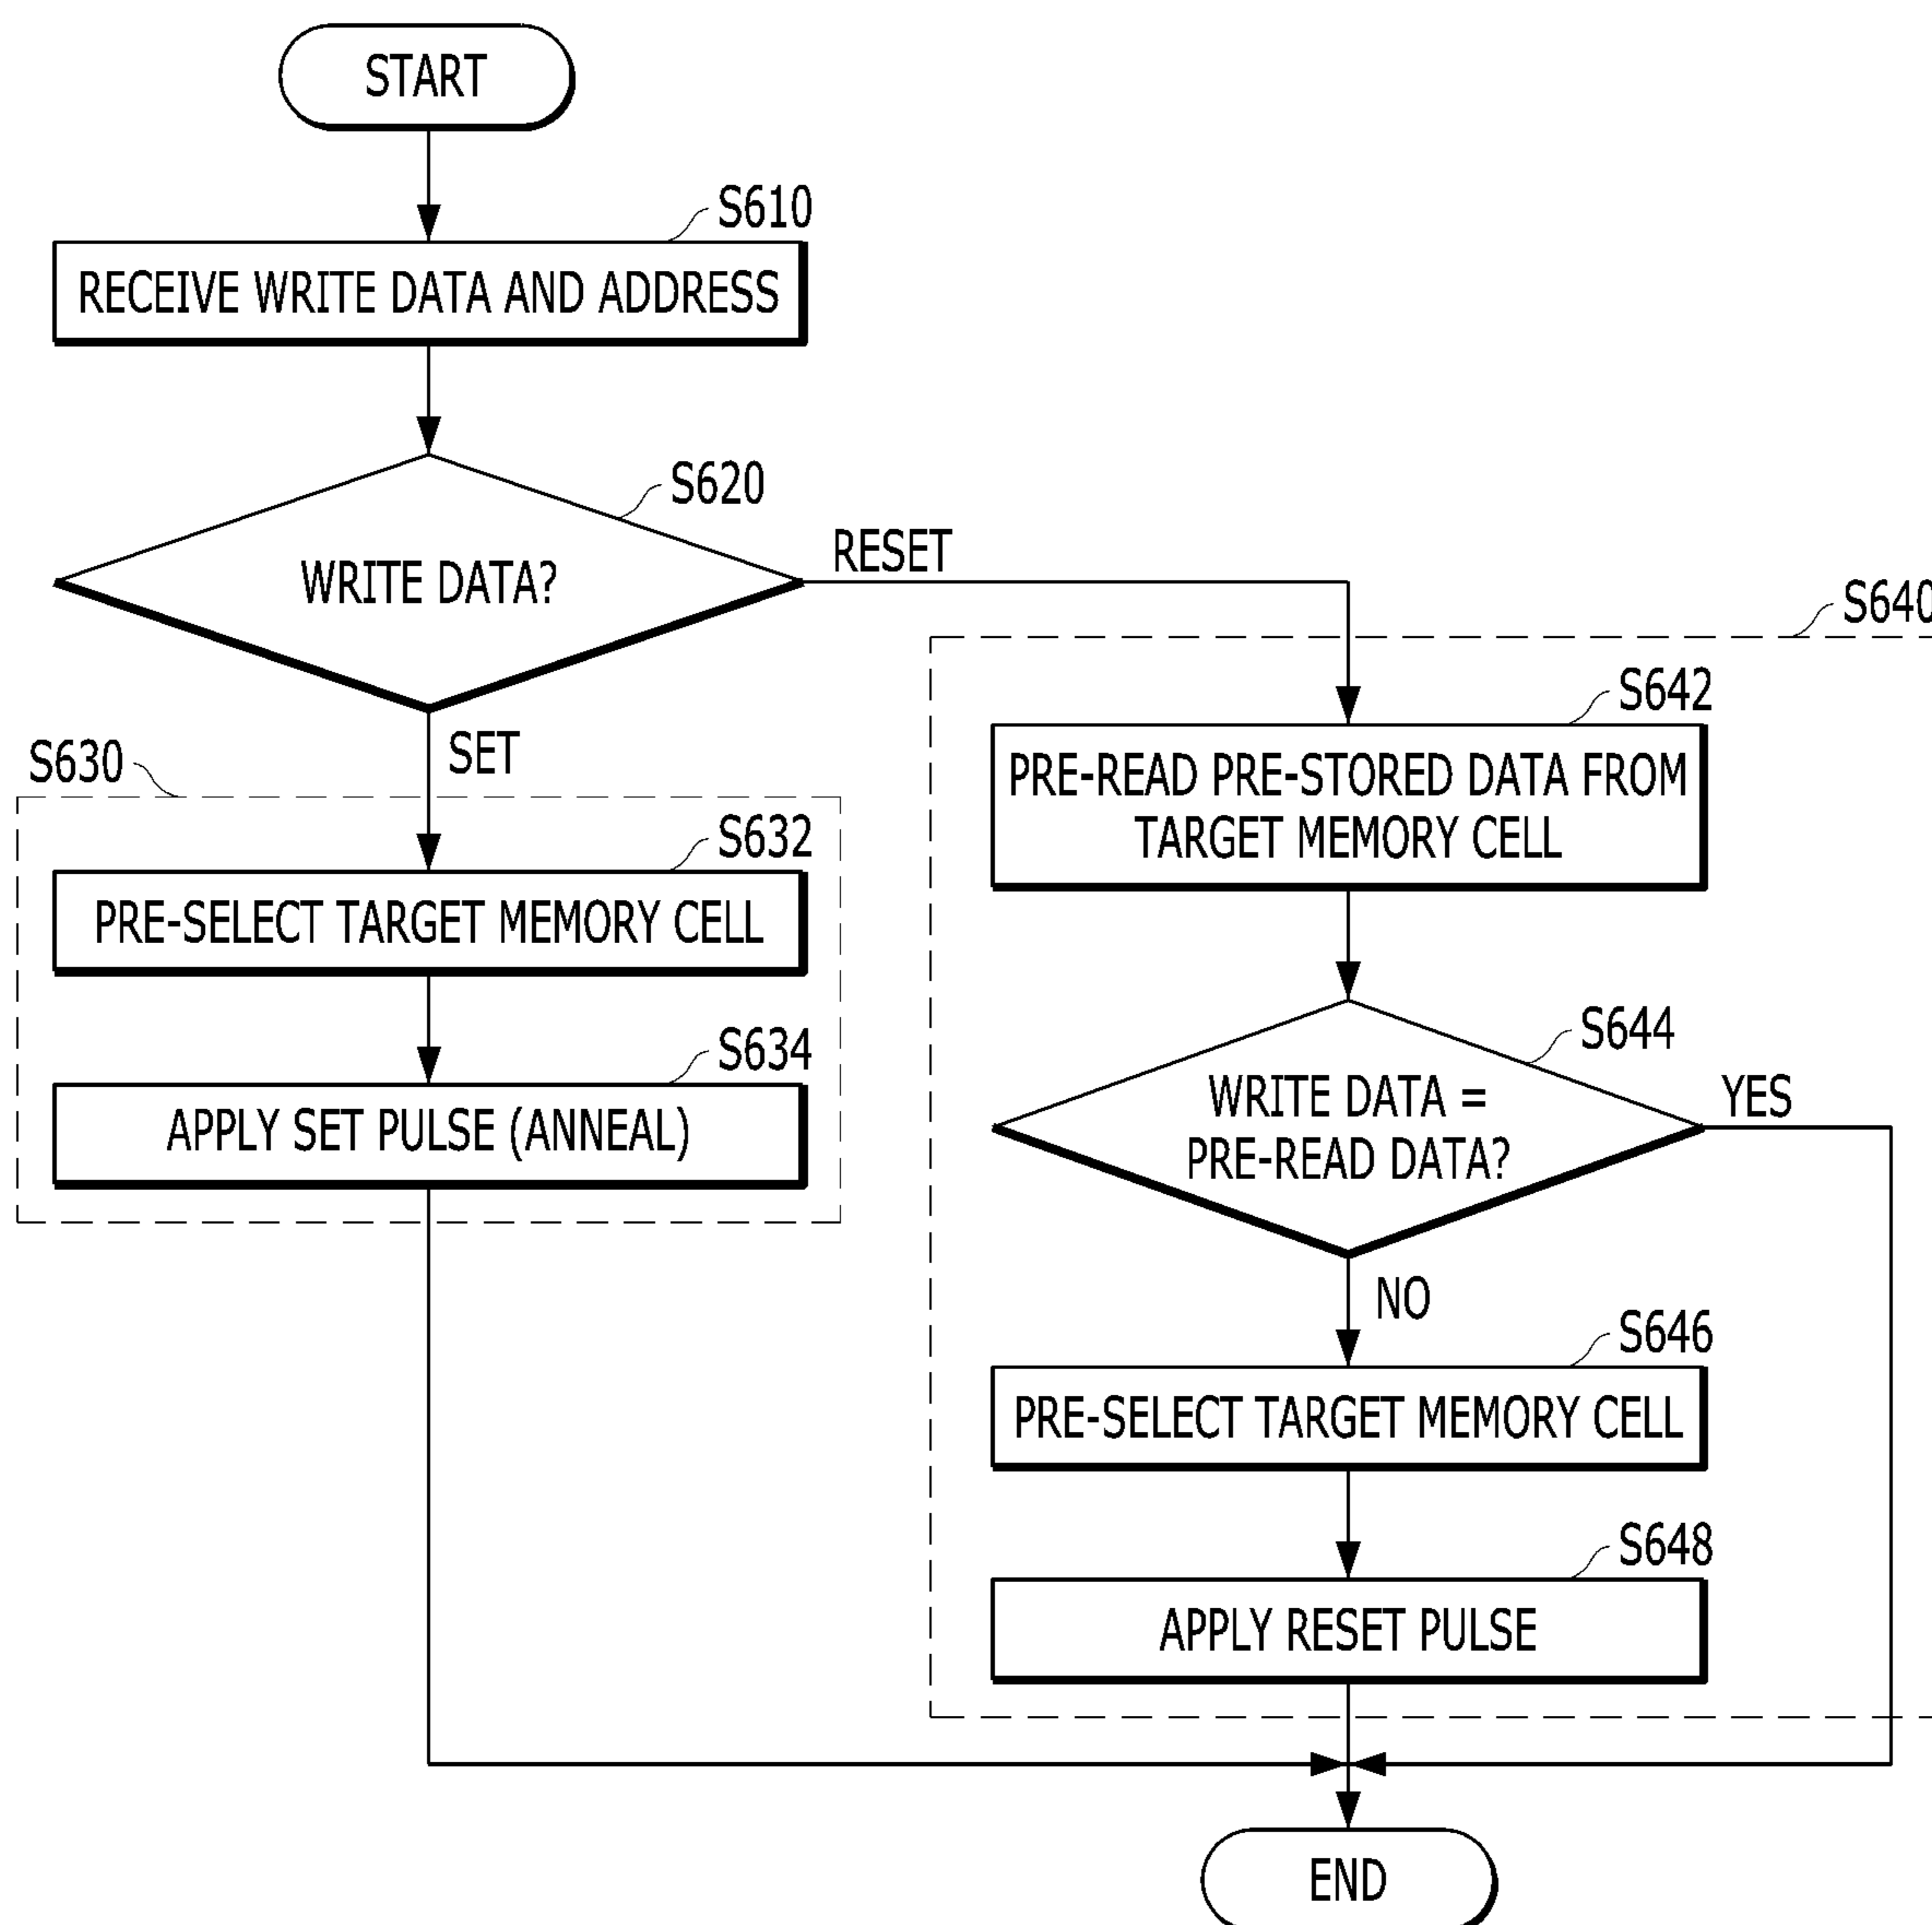 START
S610
RECEIVE WRITE DATA AND ADDRESS
S620
WRITE DATA?
RESET
SET
S630
S632
PRE-SELECT TARGET MEMORY CELL
S634
APPLY SET PULSE (ANNEAL)
S640
S642
PRE-READ PRE-STORED DATA FROM
TARGET MEMORY CELL
S644
WRITE DATA =
PRE-READ DATA?
YES
NO
S646
PRE-SELECT TARGET MEMORY CELL
S648
APPLY RESET PULSE
END